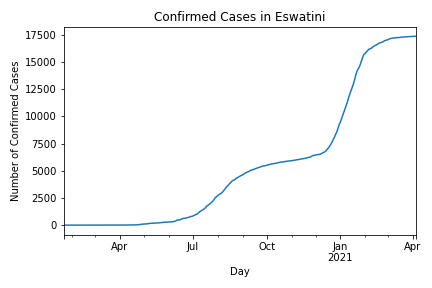 Confirmed Cases in Eswatini
Number of Confirmed Cases
17500
15000
12500
10000
7500
5000
2500
0
Apr
Jul
Oct
Jan
2021
Apr
Day